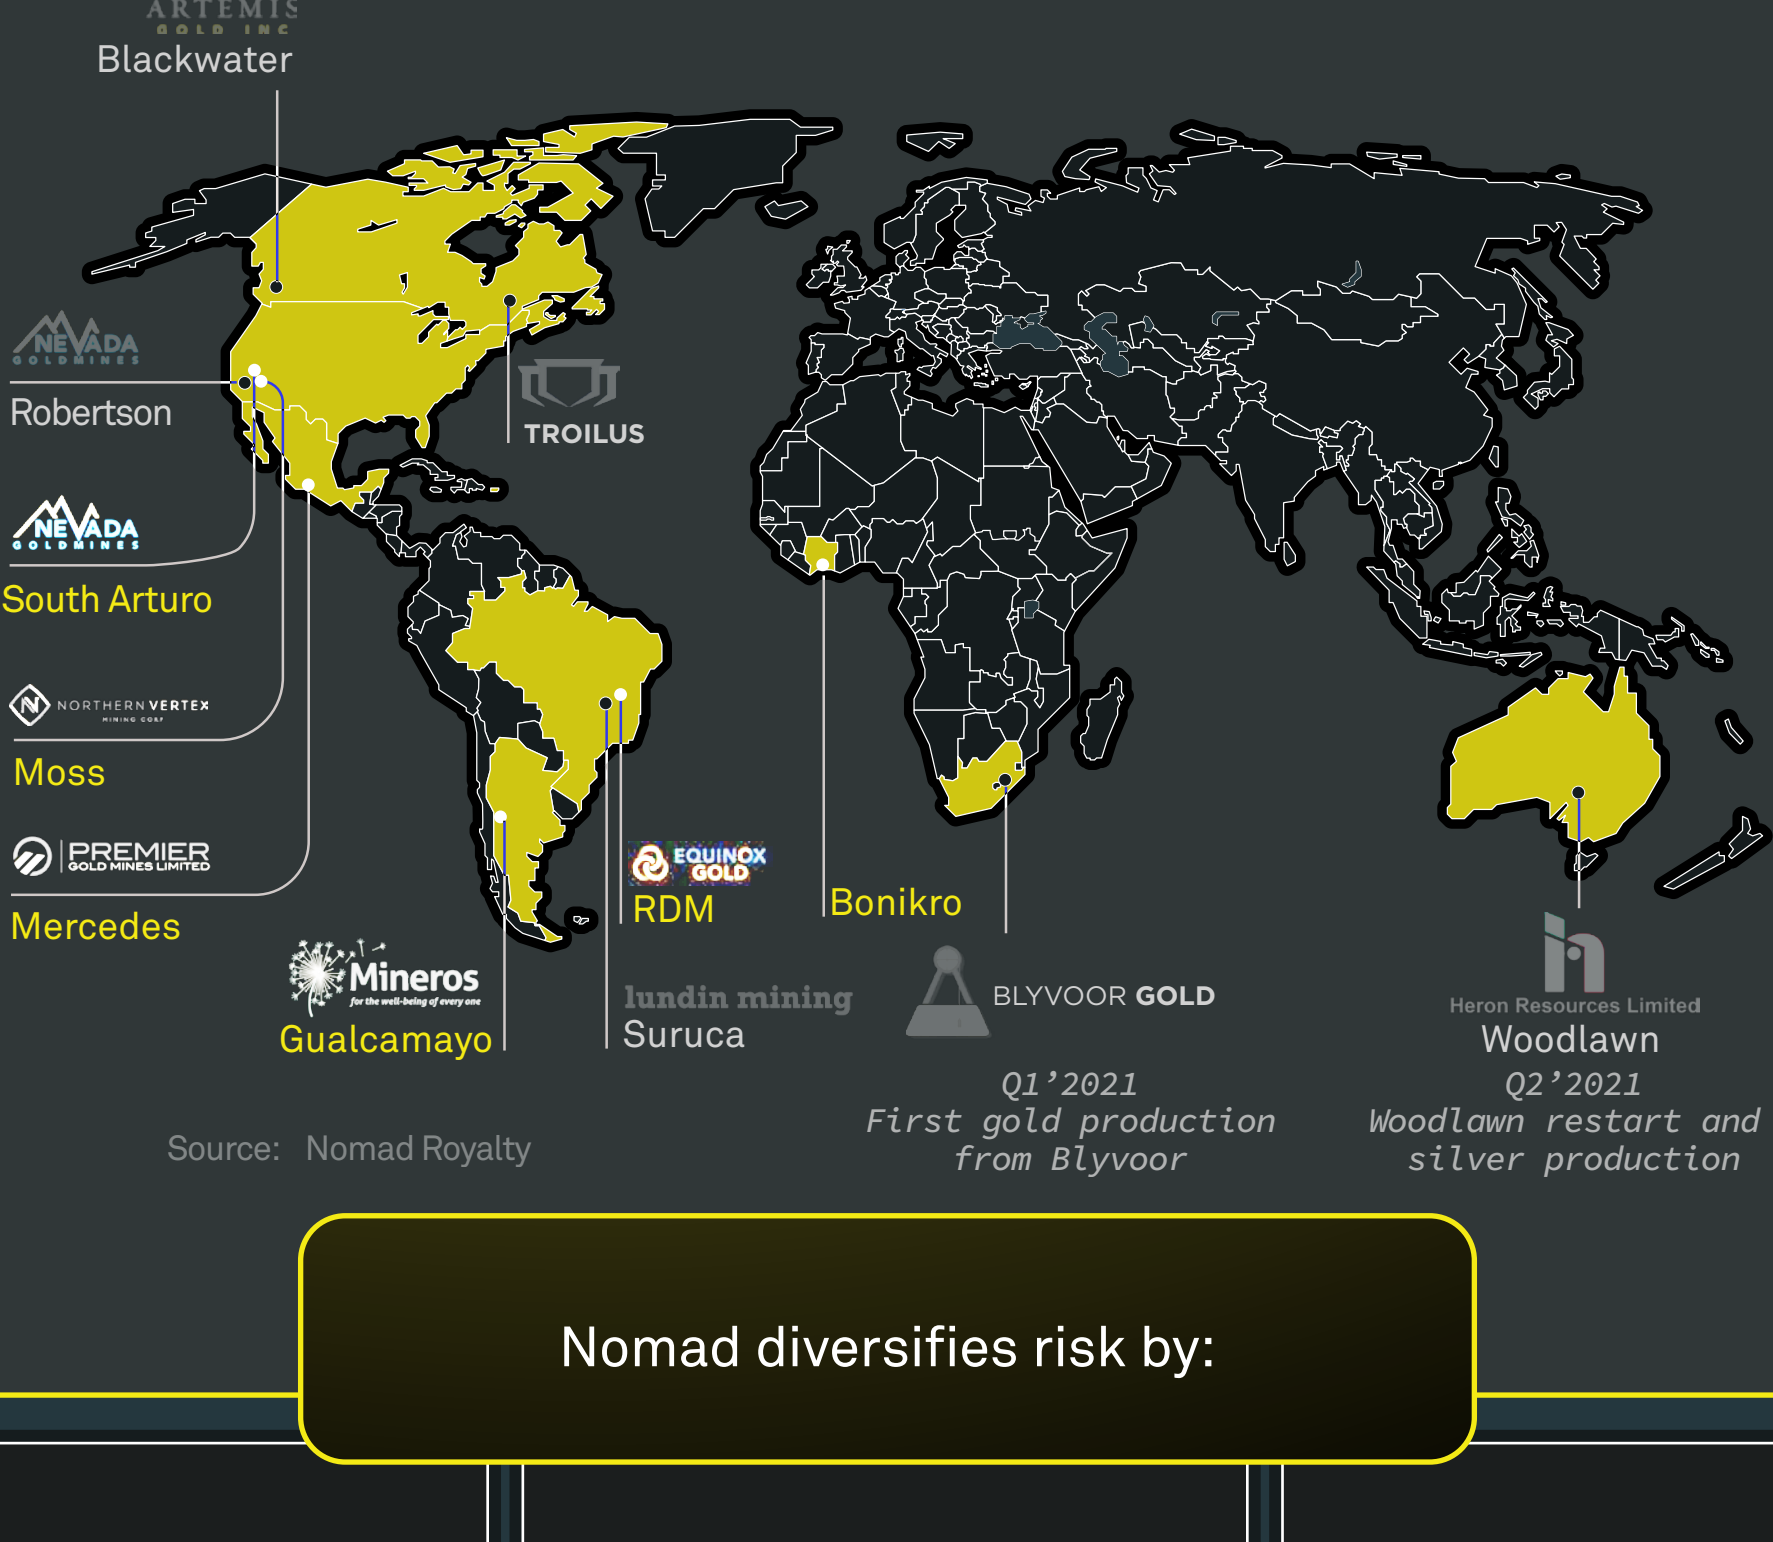 ARTEMIS
GOLD INC
Blackwater
NEVADA
GOLDMINES
Robertson
TROILUS
NEVADA
GOLDMINES
South Arturo
N NORTHERN VERTEX
MINING CORP
Moss
PREMIER
GOLD MINES LIMITED
Mercedes
EQUINOX
GOLD
RDM
Bonikro
Mineros
for the well-being of every one
Gualcamayo
lundin mining
Suruca
BLYVOOR GOLD
Heron Resources Limited
Woodlawn
Q1’2021
First gold production
from Blyvoor
Q2’2021
Woodlawn restart and
silver production
Source: Nomad Royalty
Nomad diversifies risk by: